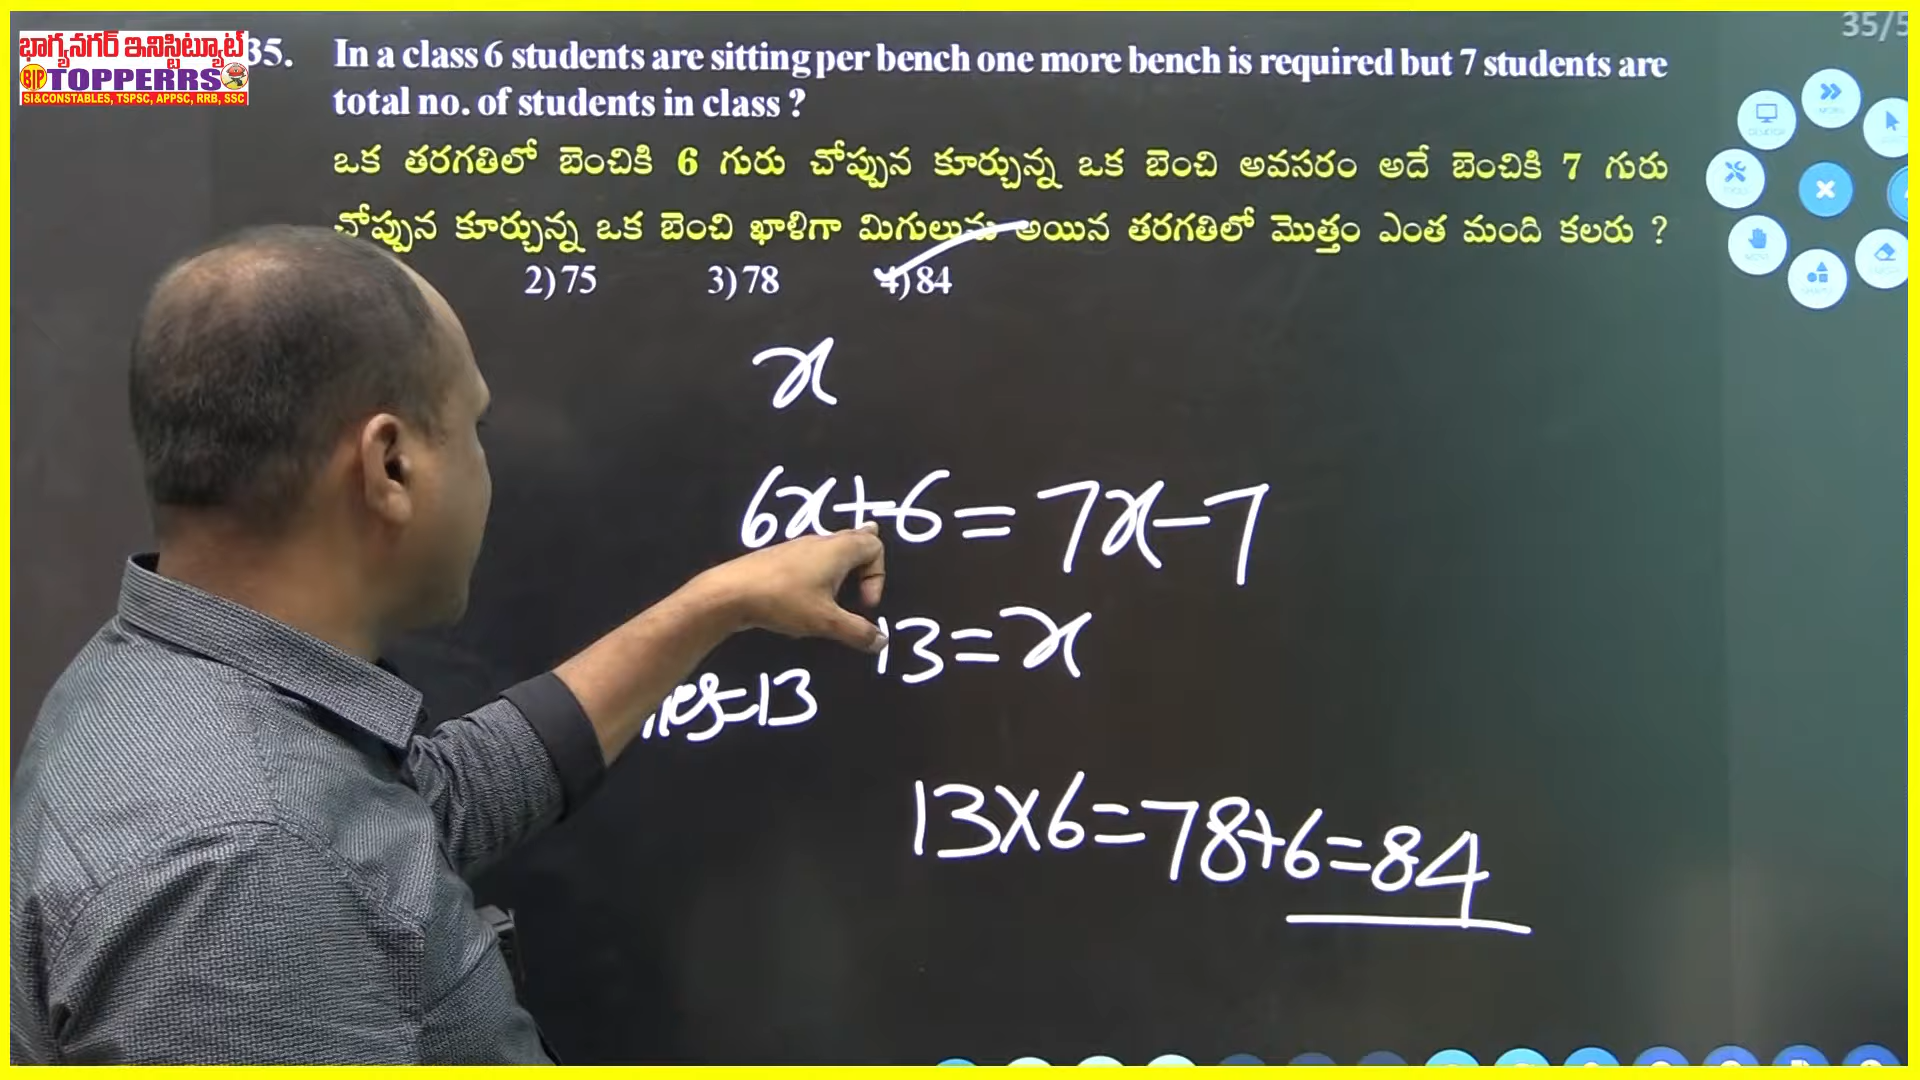 భాగ్యనగర్ ఇనిస్టిట్యూట్
BIP TOPPERRS
SI&CONSTABLES, TSPSC, APPSC, RRB, SSC
35/5
35. In a class 6 students are sitting per bench one more bench is required but 7 students are
total no. of students in class ?
ఒక తరగతిలో బెంచికి 6 గురు చోప్పున కూర్చున్న ఒక బెంచి అవసరం అదే బెంచికి 7 గురు
చోప్పున కూర్చున్న ఒక బెంచి ఖాళిగా మిగులును అయిన తరగతిలో మొత్తం ఎంత మంది కలరు ?
2) 75 3) 78 4) 84
x
6x+6=7x-7
13=x
=13
13×6=78+6=84